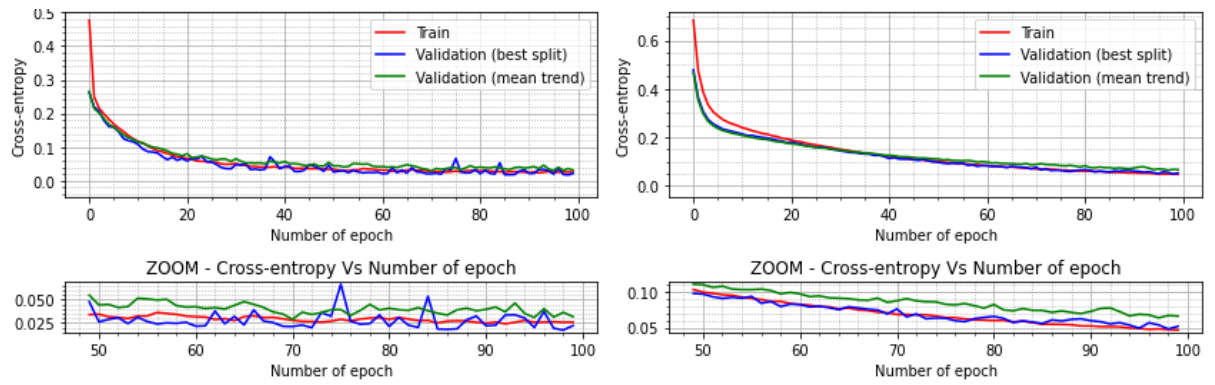 0.5
0.4
0.3
0.2
0.1
0.0
Cross-entropy
Train
Validation (best split)
Validation (mean trend)
0 20 40 60 80 100
Number of epoch
0.6
0.4
0.2
0.0
Cross-entropy
Train
Validation (best split)
Validation (mean trend)
0 20 40 60 80 100
Number of epoch
ZOOM - Cross-entropy Vs Number of epoch
0.050
0.025
50 60 70 80 90 100
Number of epoch
ZOOM - Cross-entropy Vs Number of epoch
0.10
0.05
50 60 70 80 90 100
Number of epoch